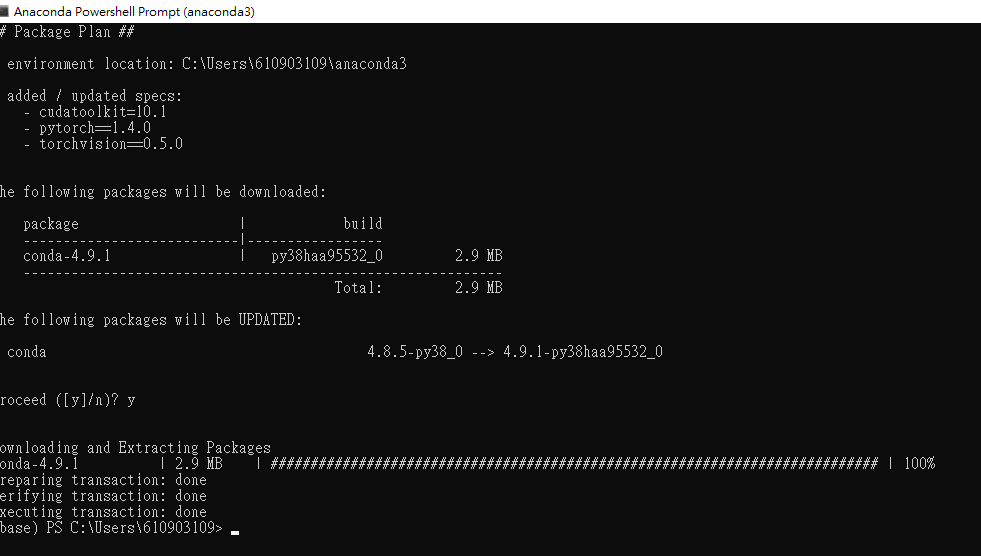 Anaconda Powershell Prompt (anaconda3)
# Package Plan ##
environment location: C:\Users\610903109\anaconda3
added / updated specs:
- cudatoolkit=10.1
- pytorch==1.4.0
- torchvision==0.5.0
he following packages will be downloaded:
package | build
---------------------------|-----------------
conda-4.9.1 | py38haa95532_0 2.9 MB
------------------------------------------------------------
Total: 2.9 MB
he following packages will be UPDATED:
conda 4.8.5-py38_0 --> 4.9.1-py38haa95532_0
roceed ([y]/n)? y
ownloading and Extracting Packages
onda-4.9.1 | 2.9 MB | ############################################################################ | 100%
reparing transaction: done
erifying transaction: done
xecuting transaction: done
base) PS C:\Users\610903109>